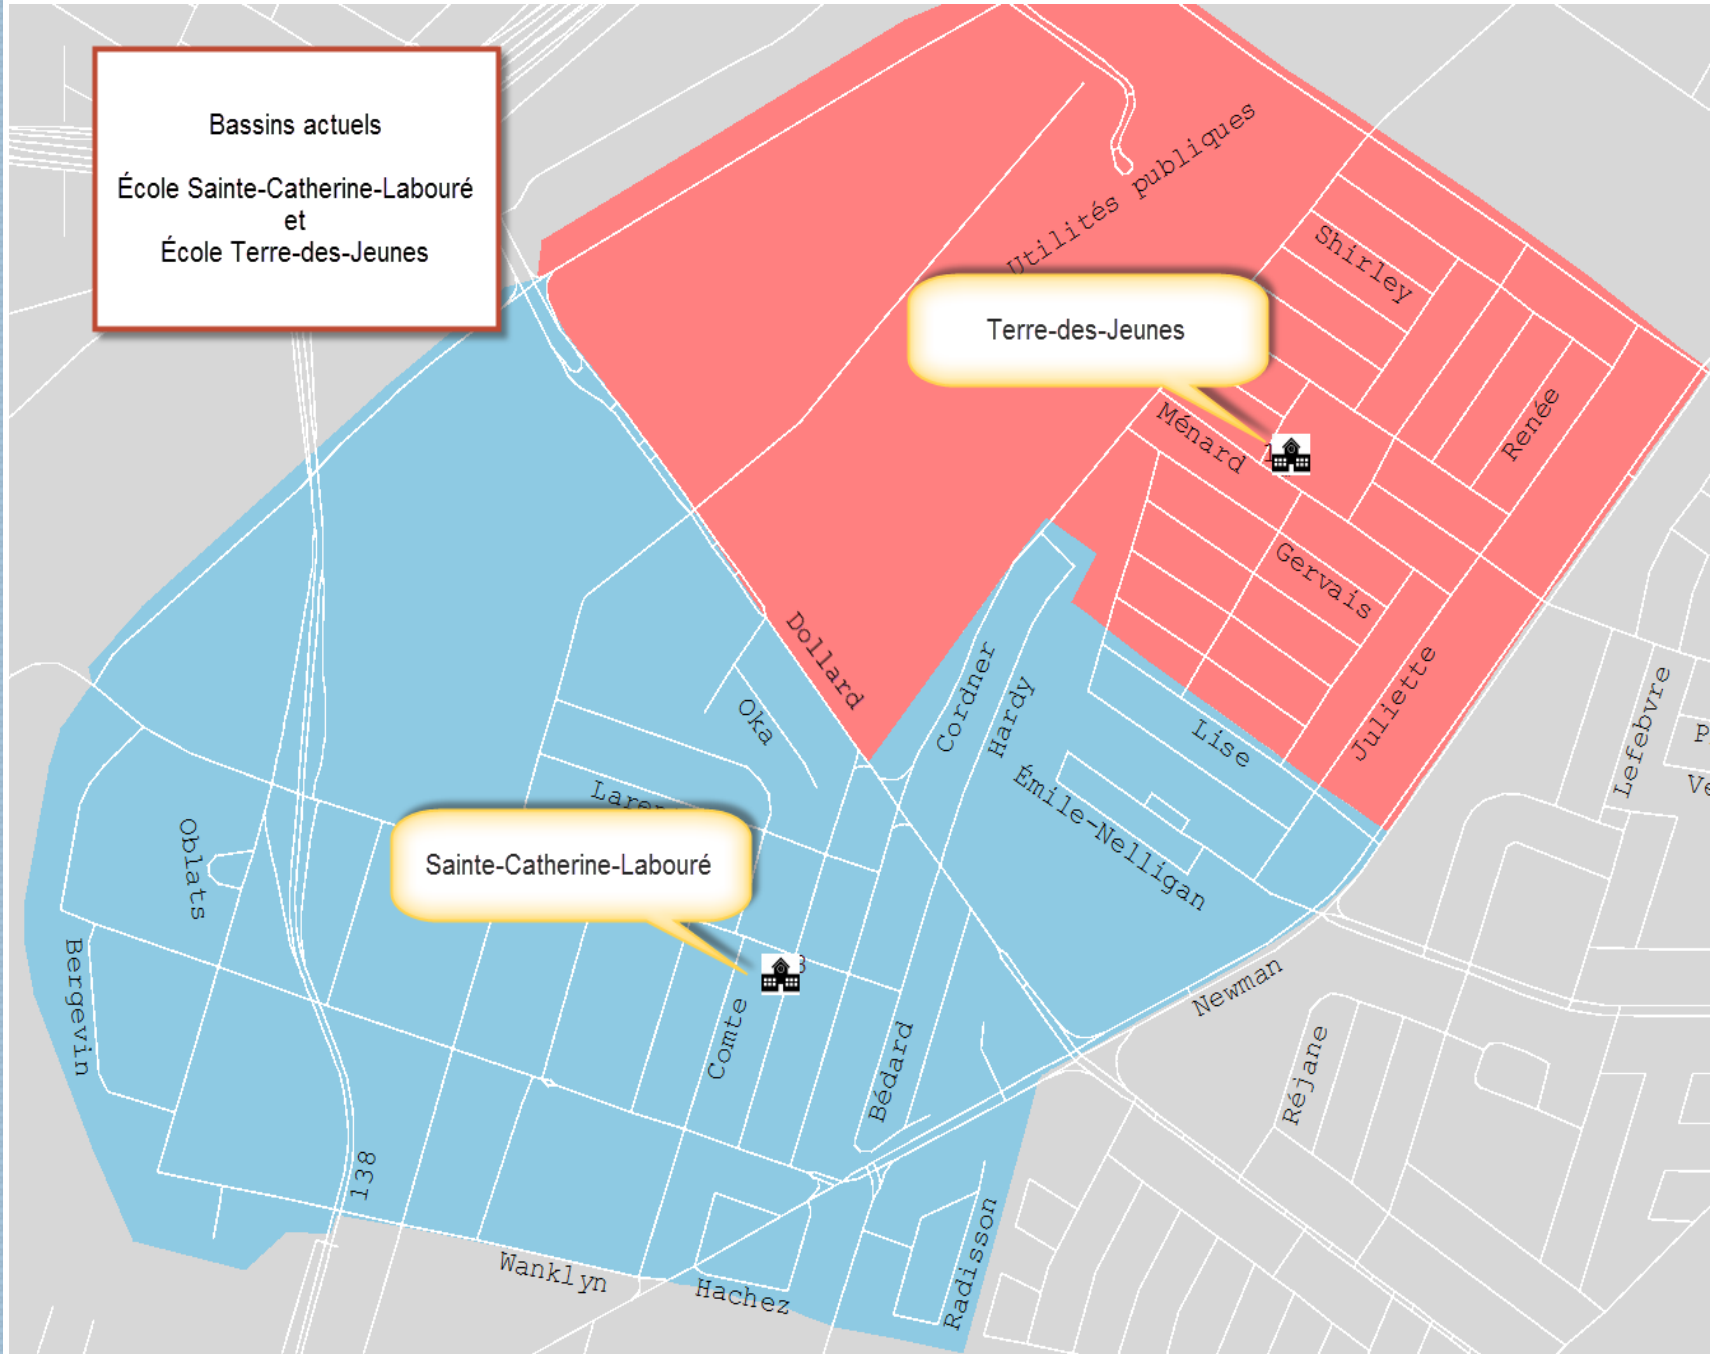 Bassins actuels
École Sainte-Catherine-Labouré
et
École Terre-des-Jeunes
Utilités publiques
Shirley
Terre-des-Jeunes
Renée
Ménard
Gervais
Dollard
Cordner
Hardy
Juliette
Lefebvre
Oka
Lise
Émile-Nelligan
Oblats
Sainte-Catherine-Labouré
Bergevin
Newman
Comte
Bédard
Réjane
138
Radisson
Wanklyn
Hachez